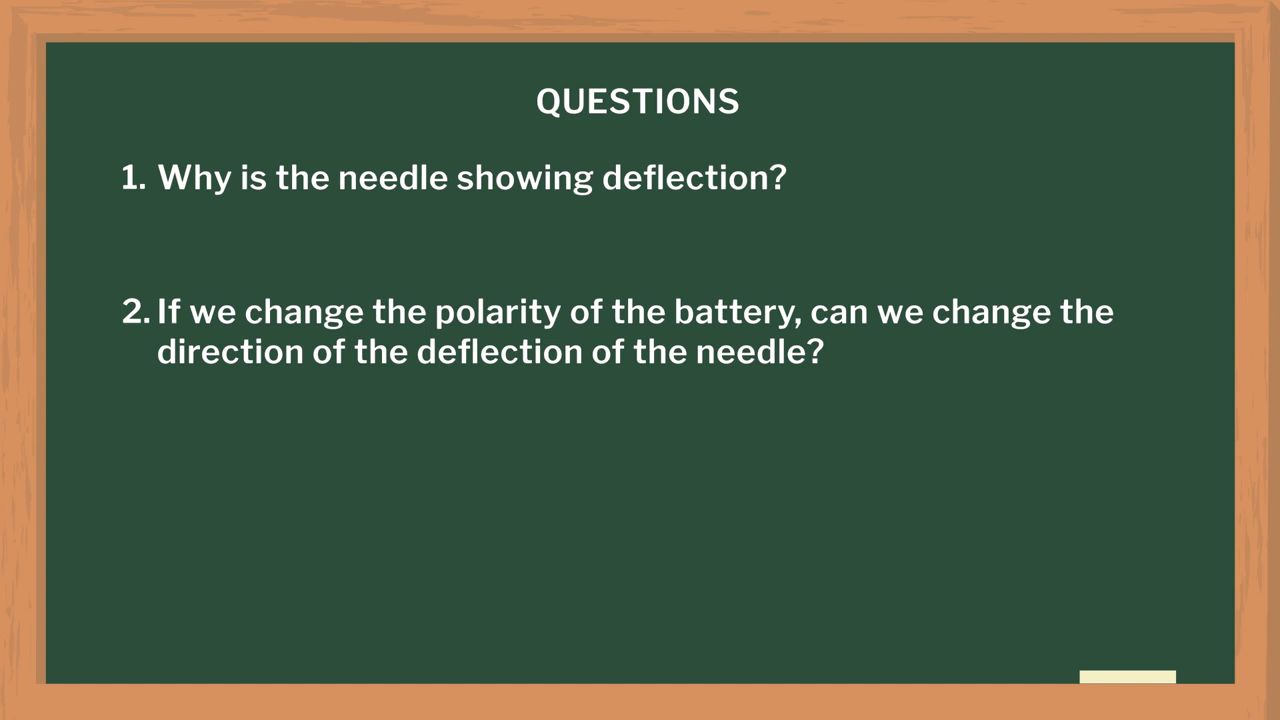 QUESTIONS
1. Why is the needle showing deflection?
2. If we change the polarity of the battery, can we change the
direction of the deflection of the needle?